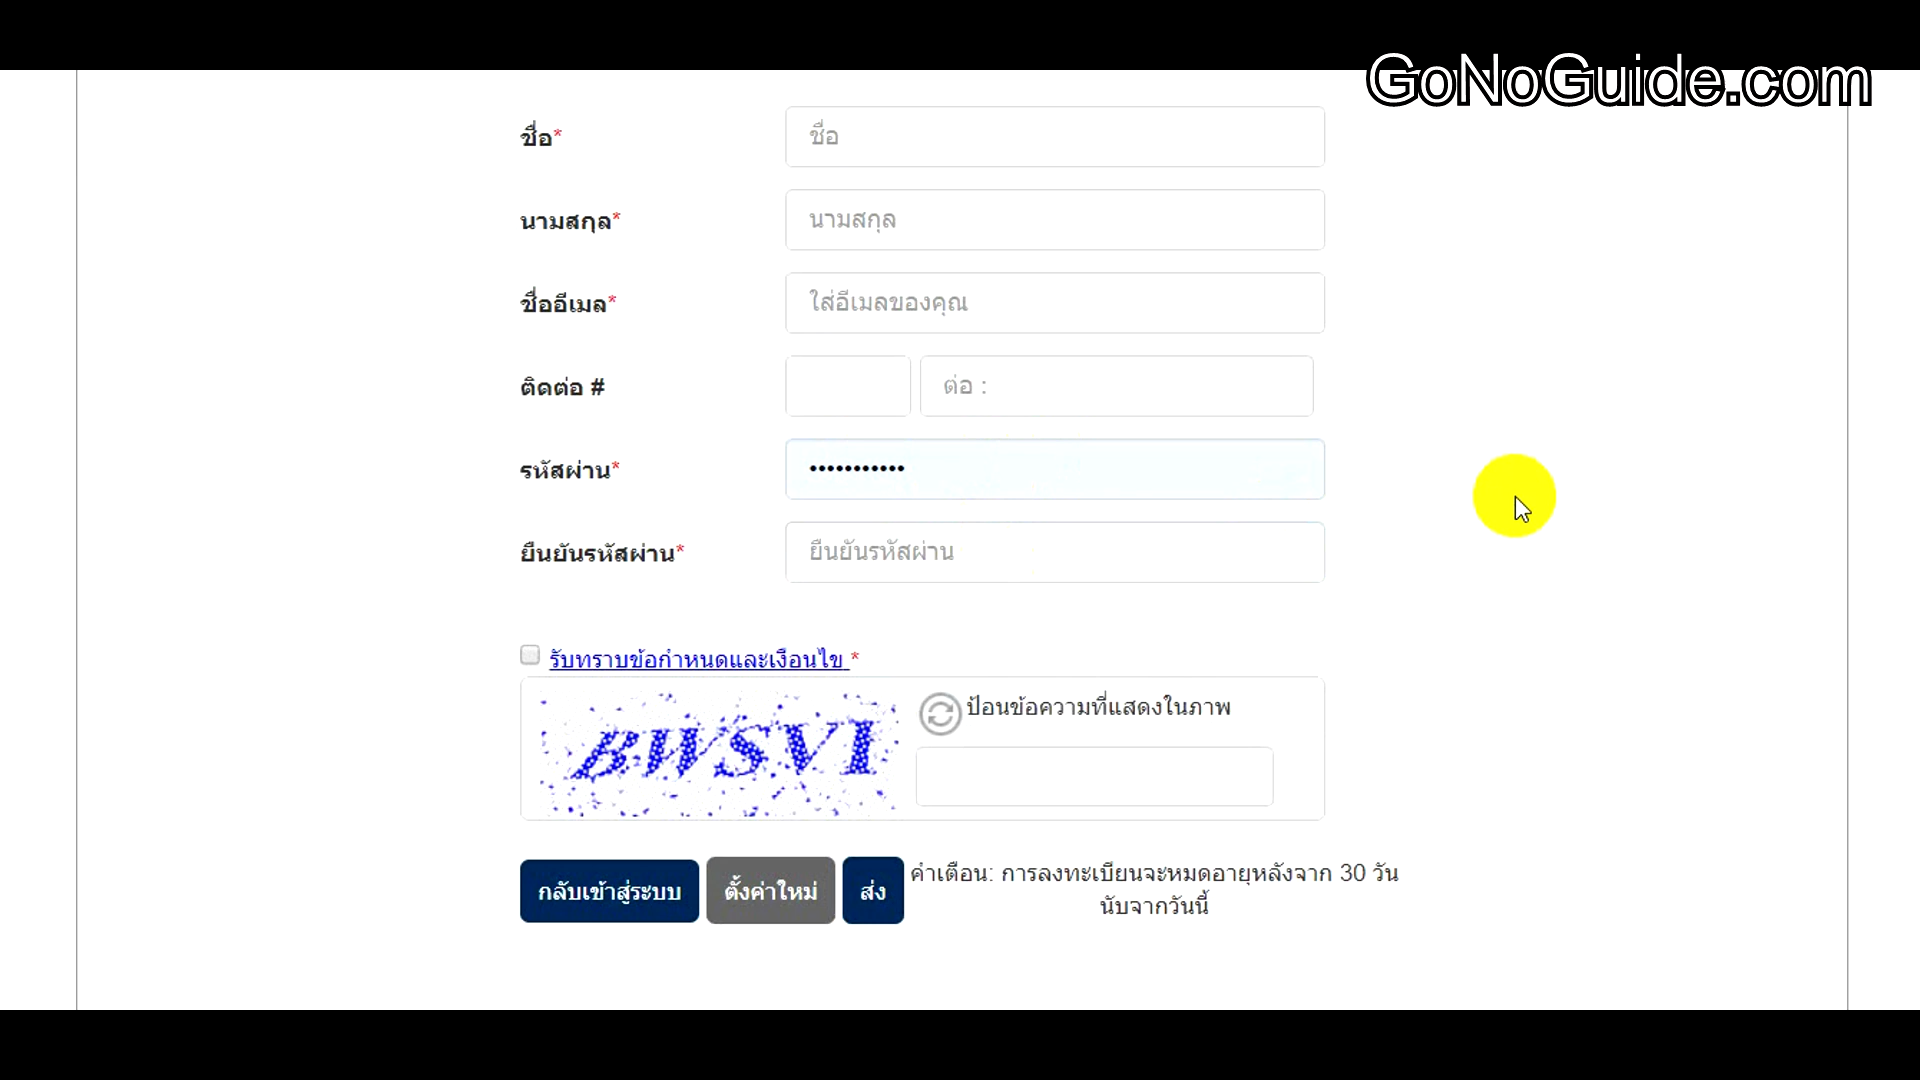 GoNoGuide.com
ชื่อ*
ชื่อ
นามสกุล*
นามสกุล
ชื่ออีเมล*
ใส่อีเมลของคุณ
ติดต่อ #
ต่อ :
รหัสผ่าน*
•••••••••••
ยืนยันรหัสผ่าน*
ยืนยันรหัสผ่าน
รับทราบข้อกำหนดและเงื่อนไข *
BWSVI
ป้อนข้อความที่แสดงในภาพ
กลับเข้าสู่ระบบ
ตั้งค่าใหม่
ส่ง
คำเตือน: การลงทะเบียนจะหมดอายุหลังจาก 30 วัน
นับจากวันนี้